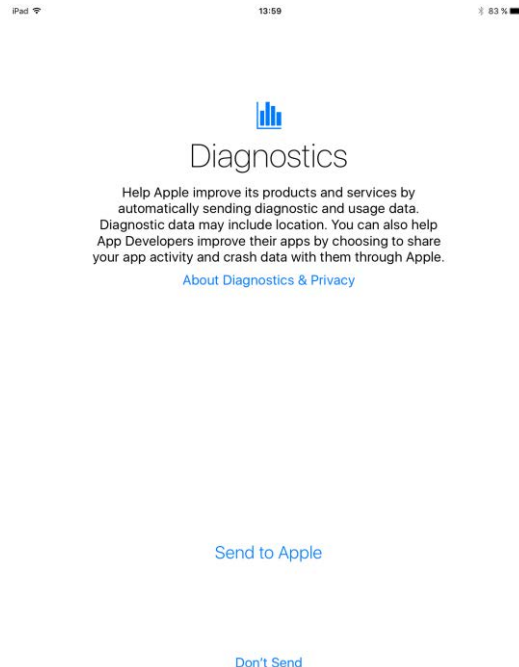 iPad 13:59 83 %
Diagnostics
Help Apple improve its products and services by
automatically sending diagnostic and usage data.
Diagnostic data may include location. You can also help
App Developers improve their apps by choosing to share
your app activity and crash data with them through Apple.
About Diagnostics & Privacy
Send to Apple
Don't Send